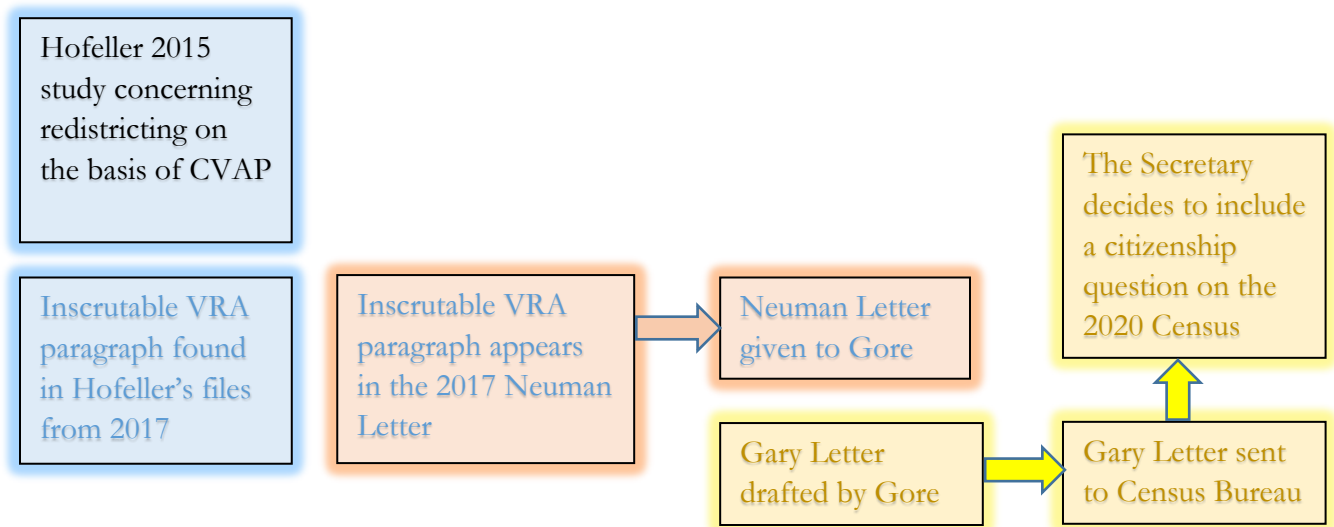 Hofeller 2015
study concerning
redistricting on
the basis of CVAP
Inscrutable VRA
paragraph found
in Hofeller’s files
from 2017
Inscrutable VRA
paragraph appears
in the 2017 Neuman
Letter
Neuman Letter
given to Gore
Gary Letter
drafted by Gore
Gary Letter sent
to Census Bureau
The Secretary
decides to include
a citizenship
question on the
2020 Census